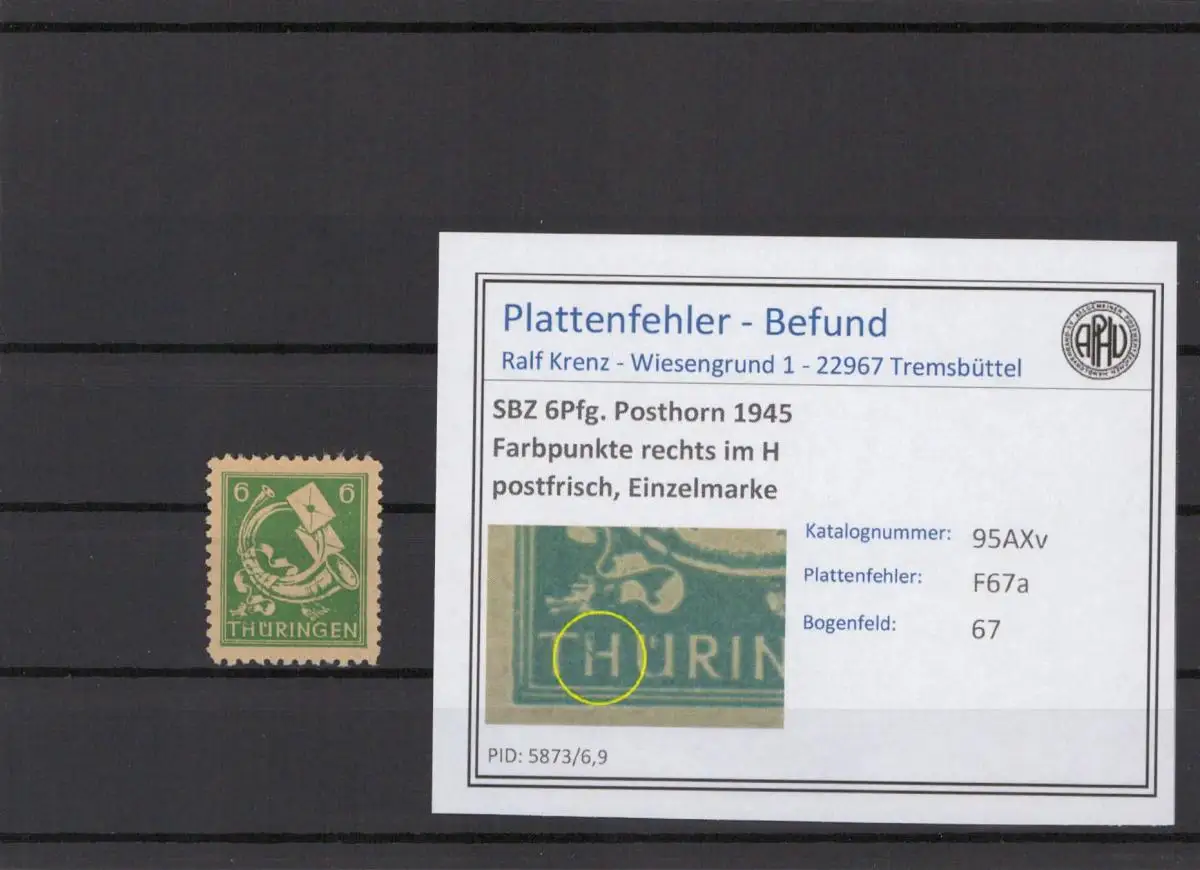 6 6
THÜRINGEN
Plattenfehler - Befund
Ralf Krenz - Wiesengrund 1 - 22967 Tremsbüttel
APHV
SBZ 6Pfg. Posthorn 1945
Farbpunkte rechts im H
postfrisch, Einzelmarke
THÜRIN
Katalognummer: 95AXv
Plattenfehler: F67a
Bogenfeld: 67
PID: 5873/6,9